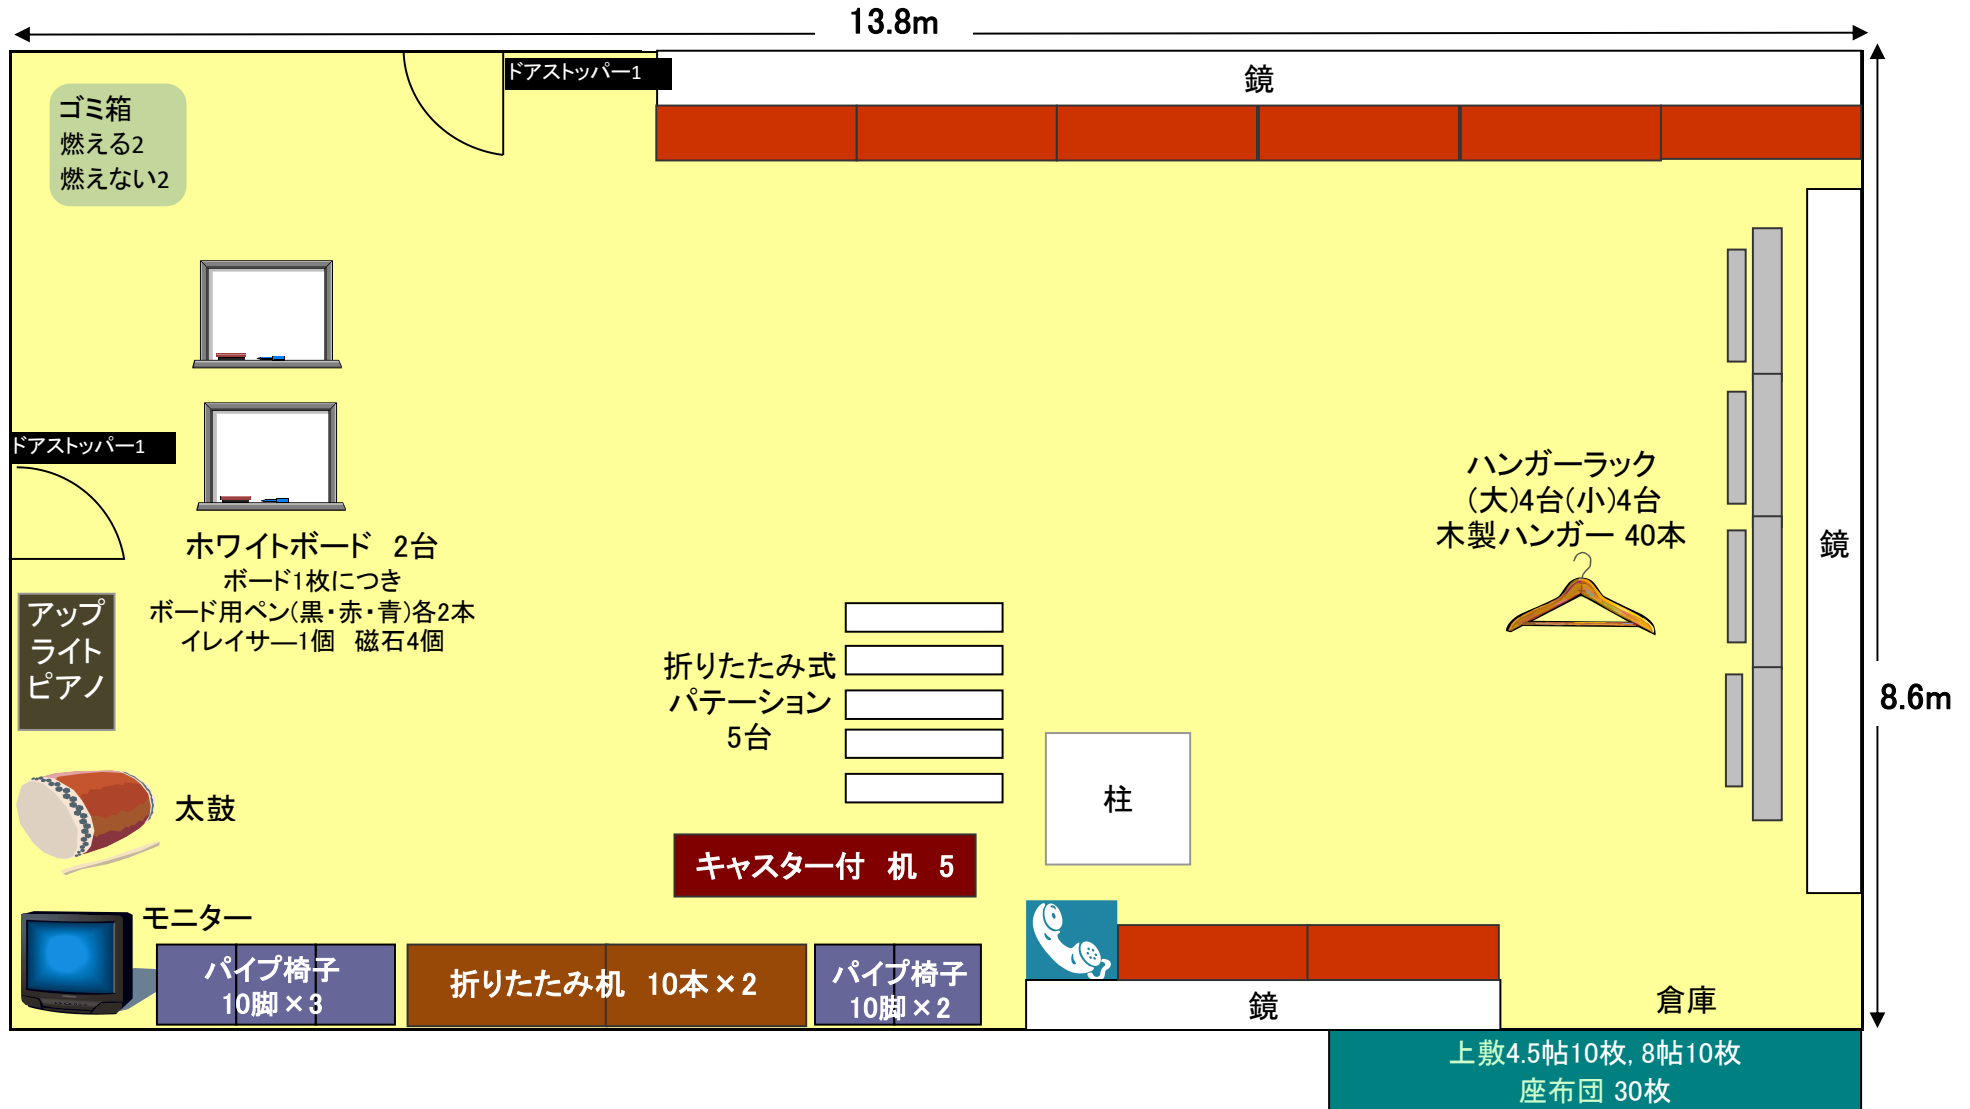 13.8m
ドアストッパー1
鏡
ゴミ箱
燃える2
燃えない2
ドアストッパー1
ホワイトボード 2台
ボード1枚につき
ボード用ペン(黒・赤・青)各2本
イレイサ―1個 磁石4個
ハンガーラック
(大)4台(小)4台
木製ハンガー 40本
鏡
8.6m
アップ
ライト
ピアノ
折りたたみ式
パテーション
5台
柱
太鼓
キャスター付 机 5
モニター
パイプ椅子
10脚×3
折りたたみ机 10本×2
パイプ椅子
10脚×2
鏡
倉庫
上敷4.5帖10枚, 8帖10枚
座布団 30枚